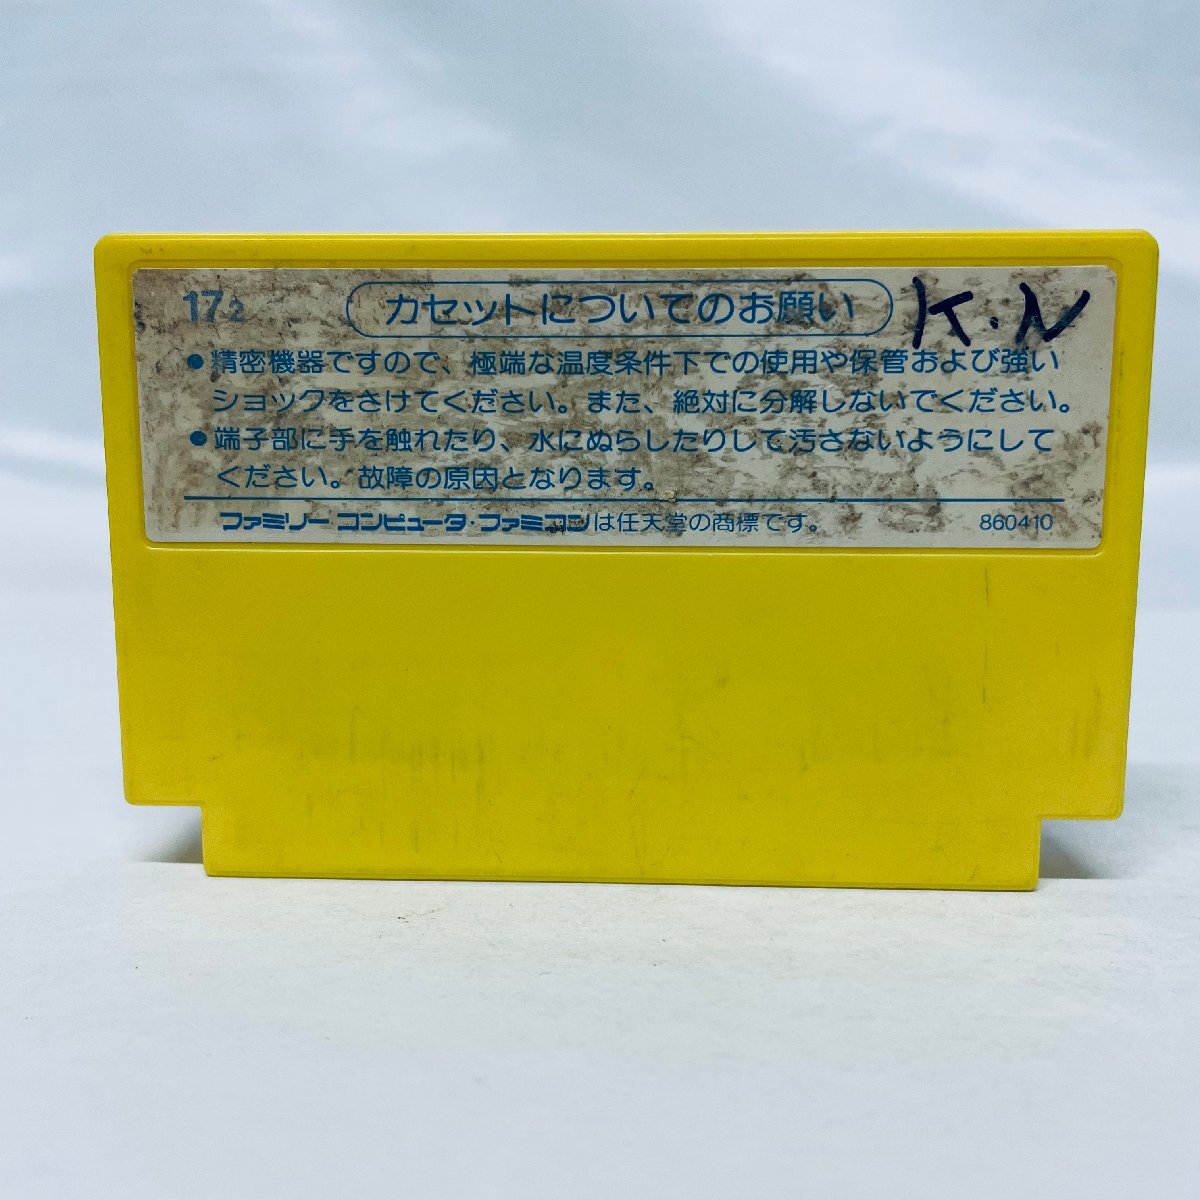 17-2
カセットについてのお願い
K.N
●精密機器ですので、極端な温度条件下での使用や保管および強い
ショックをさけてください。また、絶対に分解しないでください。
●端子部に手を触れたり、水にぬらしたりして汚さないようにして
ください。故障の原因となります。
ファミリー コンピュータ・ファミコンは任天堂の商標です。
860410